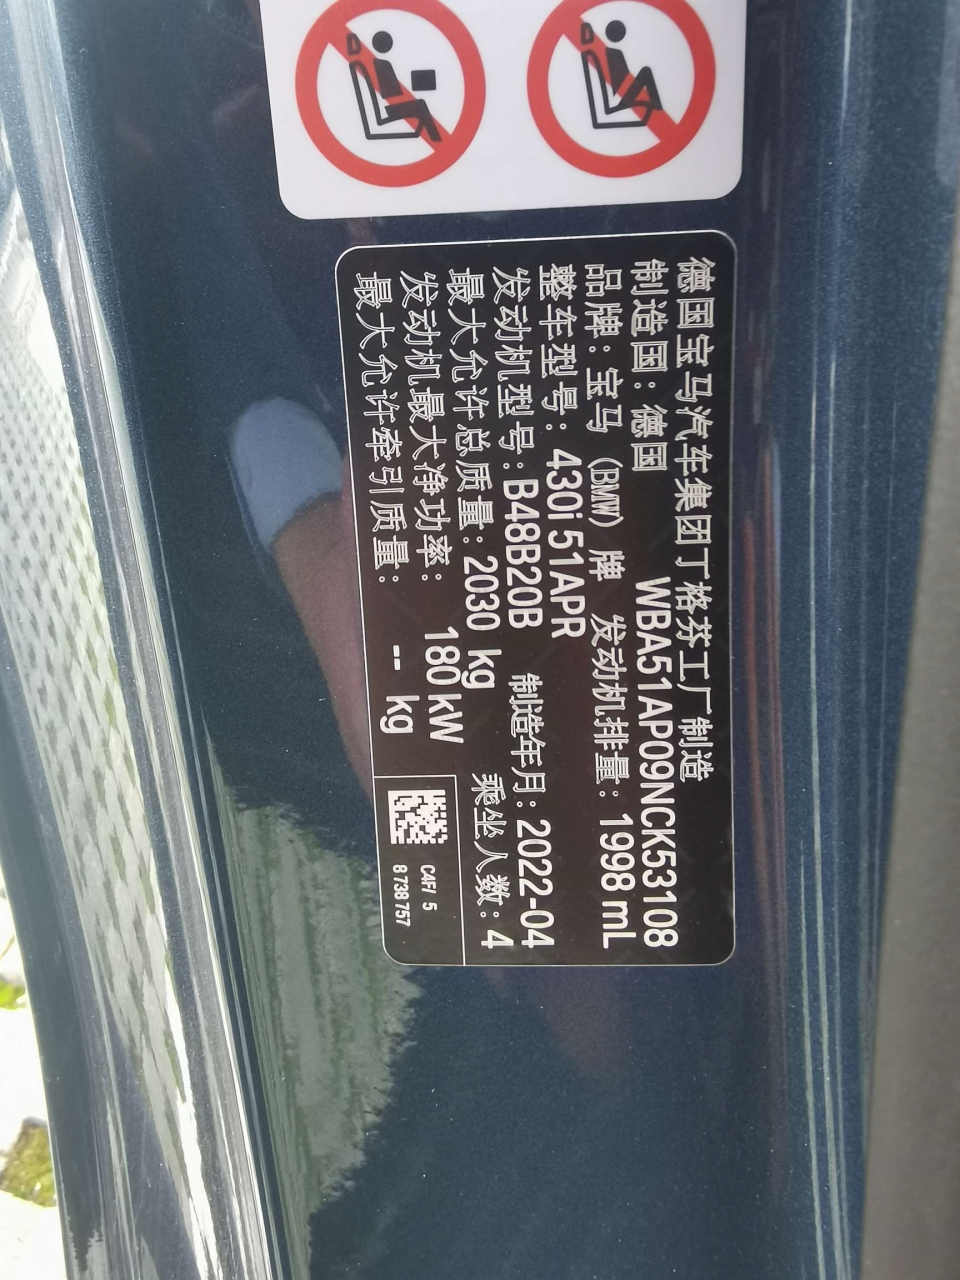 德国宝马汽车集团丁格芬工厂制造
制造国：德国 WBA51AP09NCK53108
品牌：宝马（BMW）牌 发动机排量：1998 mL
整车型号：430i 51APR
发动机型号：B48B20B 制造年月：2022-04
最大允许总质量：2030 kg 乘坐人数：4
发动机最大净功率：180 kW
最大允许牵引质量：-- kg
C4F/ 5
8 738 757